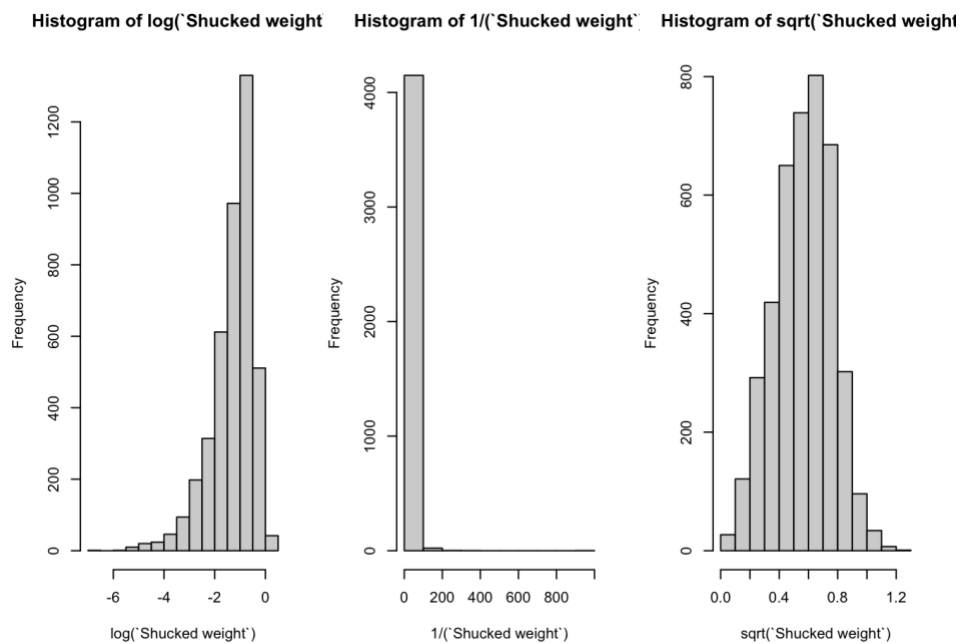 Histogram of log(`Shucked weight`
Frequency
0 200 400 600 800 1000 1200
-6 -4 -2 0
log(`Shucked weight`)
Histogram of 1/(`Shucked weight`
Frequency
0 1000 2000 3000 4000
0 200 400 600 800
1/(`Shucked weight`)
Histogram of sqrt(`Shucked weight
Frequency
0 200 400 600 800
0.0 0.4 0.8 1.2
sqrt(`Shucked weight`)